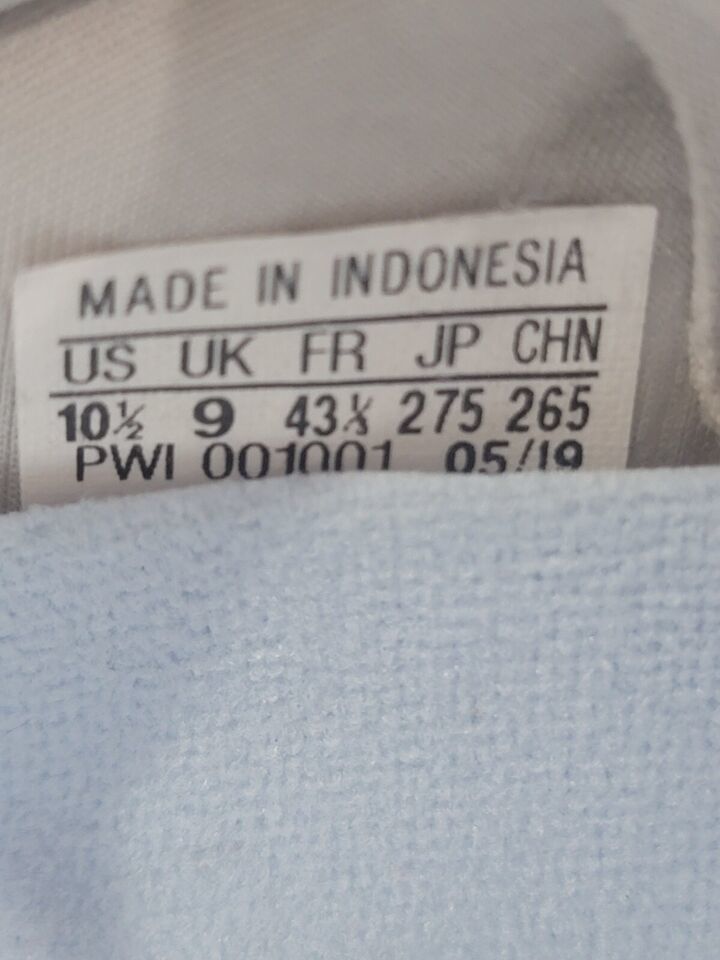 MADE IN INDONESIA
US UK FR JP CHN
10½ 9 43⅓ 275 265
PWI 001001 05/19